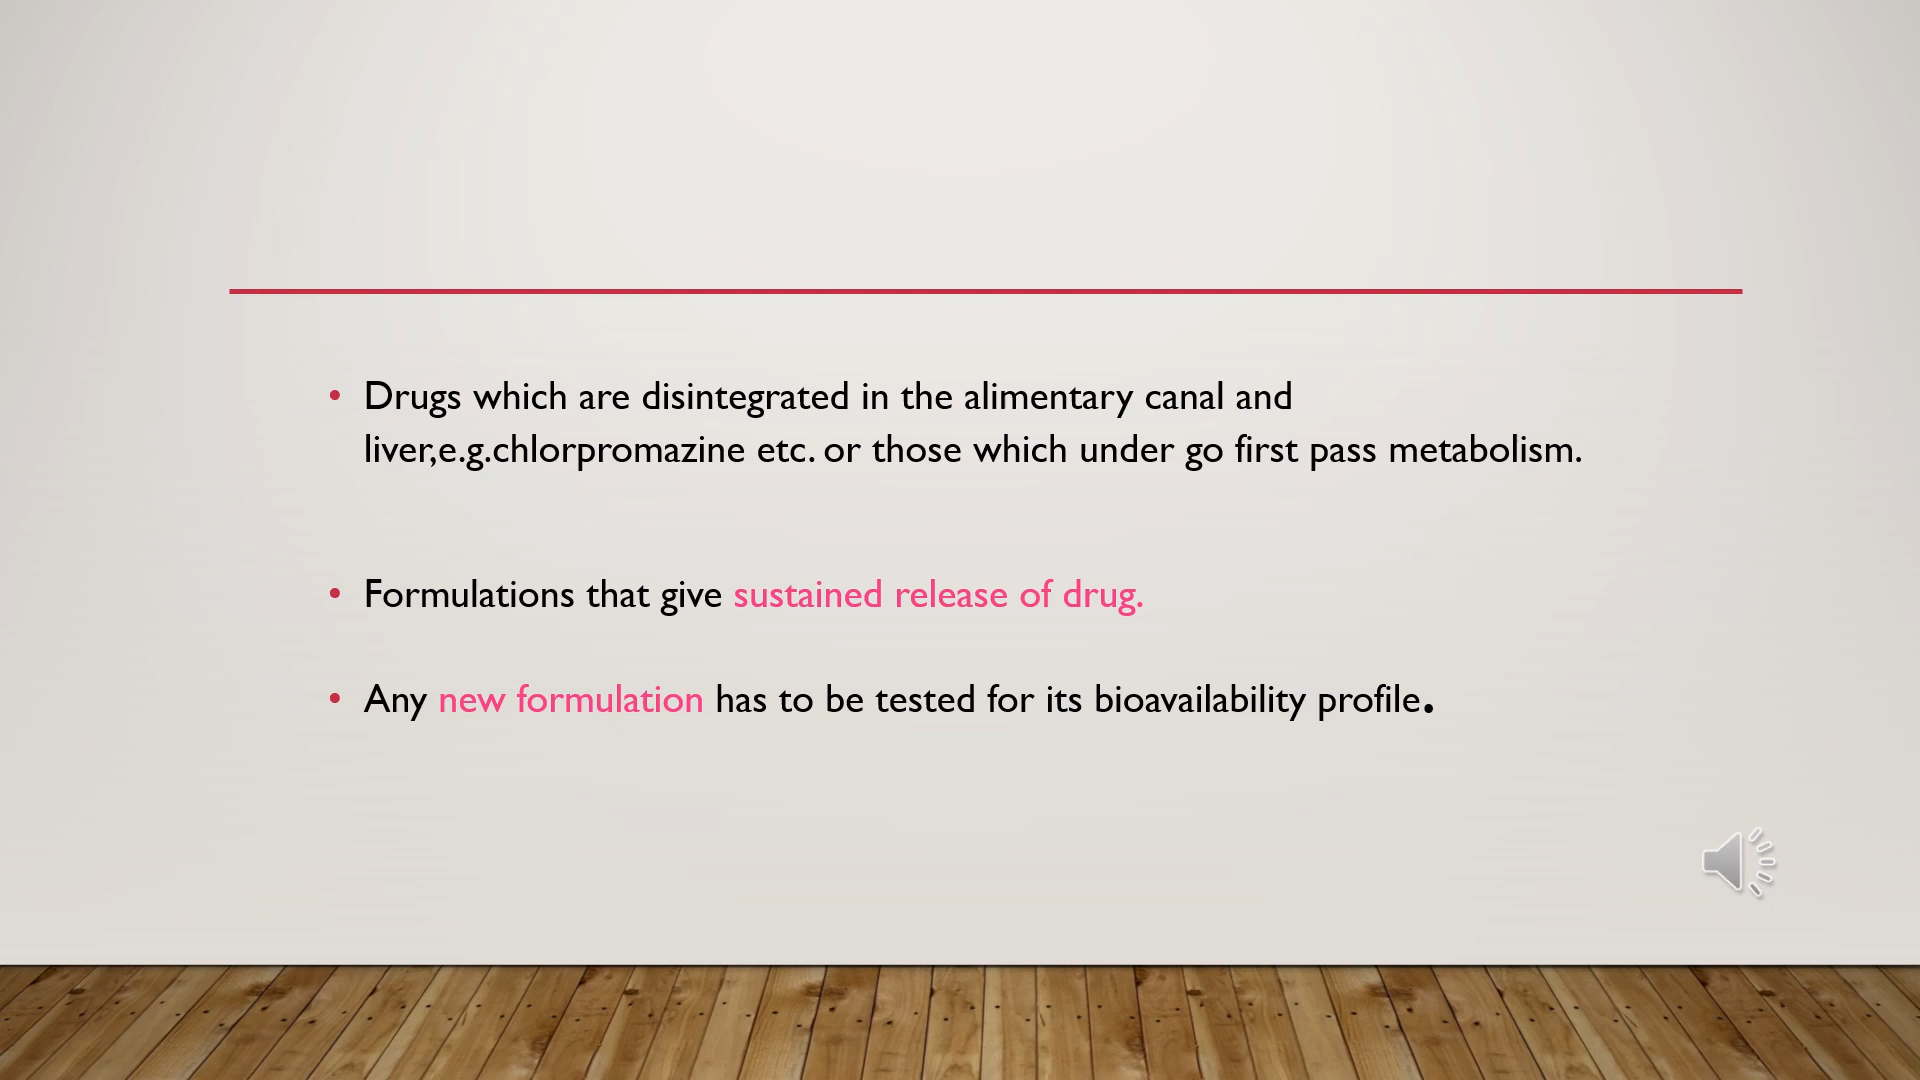 • Drugs which are disintegrated in the alimentary canal and
liver,e.g.chlorpromazine etc. or those which under go first pass metabolism.
• Formulations that give sustained release of drug.
• Any new formulation has to be tested for its bioavailability profile.